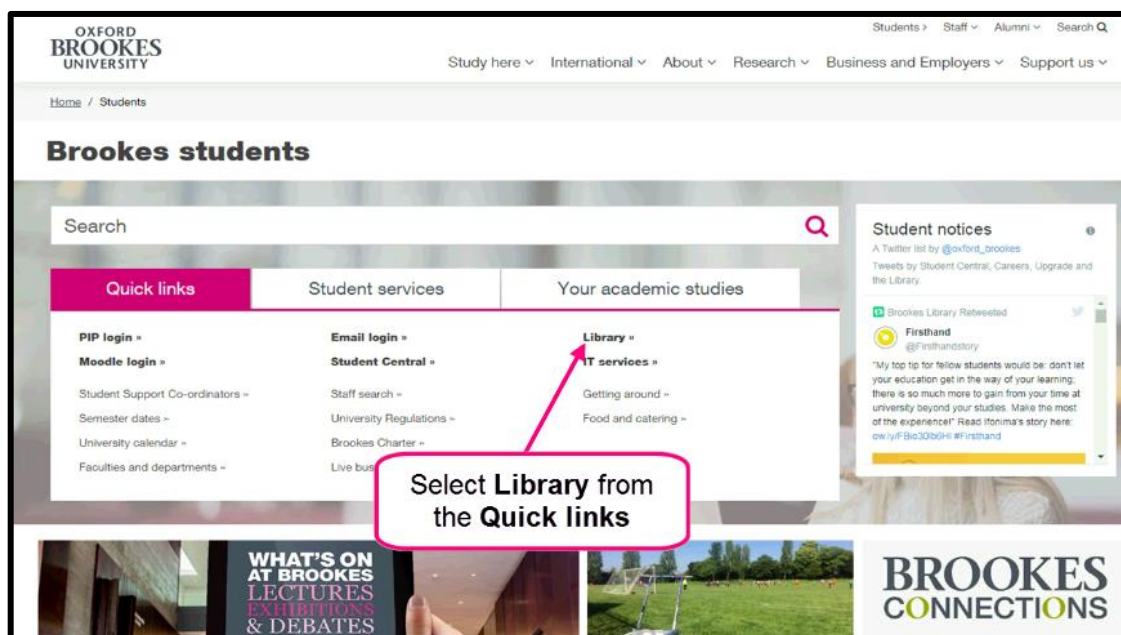 OXFORD
BROOKES
UNIVERSITY
Students › Staff Alumni Search
Study here International About Research Business and Employers Support us
Home / Students
Brookes students
Search
Quick links Student services Your academic studies
PIP login »
Moodle login »
Student Support Co-ordinators »
Semester dates »
University calendar »
Faculties and departments »
Email login »
Student Central »
Staff search »
University Regulations »
Brookes Charter »
Live bus
Library »
IT services »
Getting around »
Food and catering »
Select Library from
the Quick links
Student notices
A Twitter list by @oxford_brookes
Tweets by Student Central, Careers, Upgrade and
the Library.
Brookes Library Retweeted
Firsthand
@Firsthandstory
"My top tip for fellow students would be: don't let
your education get in the way of your learning;
there is so much more to gain from your time at
university beyond your studies. Make the most
of the experience!" Read Ifonima's story here:
#Firsthand
WHAT'S ON
AT BROOKES
LECTURES
EXHIBITIONS
& DEBATES
BROOKES
CONNECTIONS